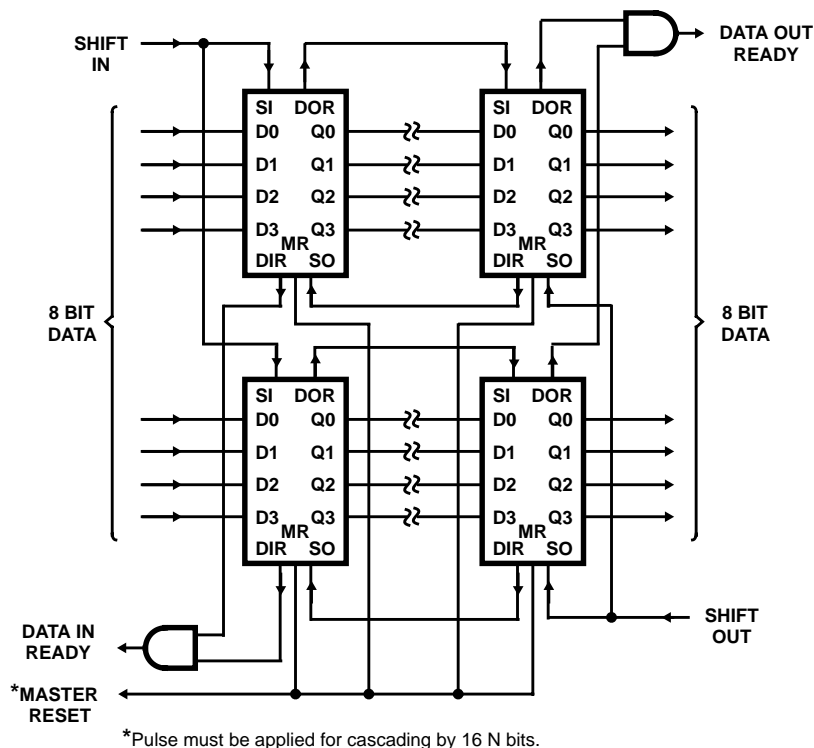 SHIFT IN
DATA OUT READY
SI DOR
D0 Q0
D1 Q1
D2 Q2
D3 Q3
MR
DIR SO
SI DOR
D0 Q0
D1 Q1
D2 Q2
D3 Q3
MR
DIR SO
8 BIT DATA
8 BIT DATA
SI DOR
D0 Q0
D1 Q1
D2 Q2
D3 Q3
MR
DIR SO
SI DOR
D0 Q0
D1 Q1
D2 Q2
D3 Q3
MR
DIR SO
DATA IN READY
SHIFT OUT
*MASTER RESET
*Pulse must be applied for cascading by 16 N bits.